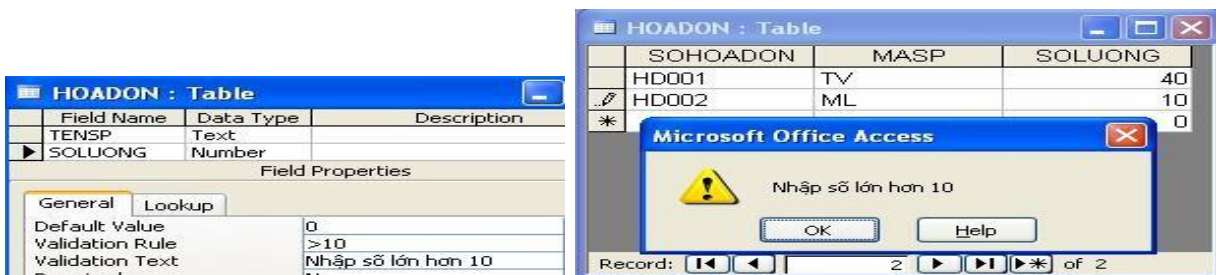 HOADON : Table
Field Name Data Type Description
TENSP Text
SOLUONG Number
Field Properties
General Lookup
Default Value 0
Validation Rule >10
Validation Text Nhập số lớn hơn 10
HOADON : Table
SOHOADON MASP SOLUONG
HD001 TV 40
HD002 ML 10
0
Microsoft Office Access
Nhập số lớn hơn 10
OK Help
Record: 2 of 2